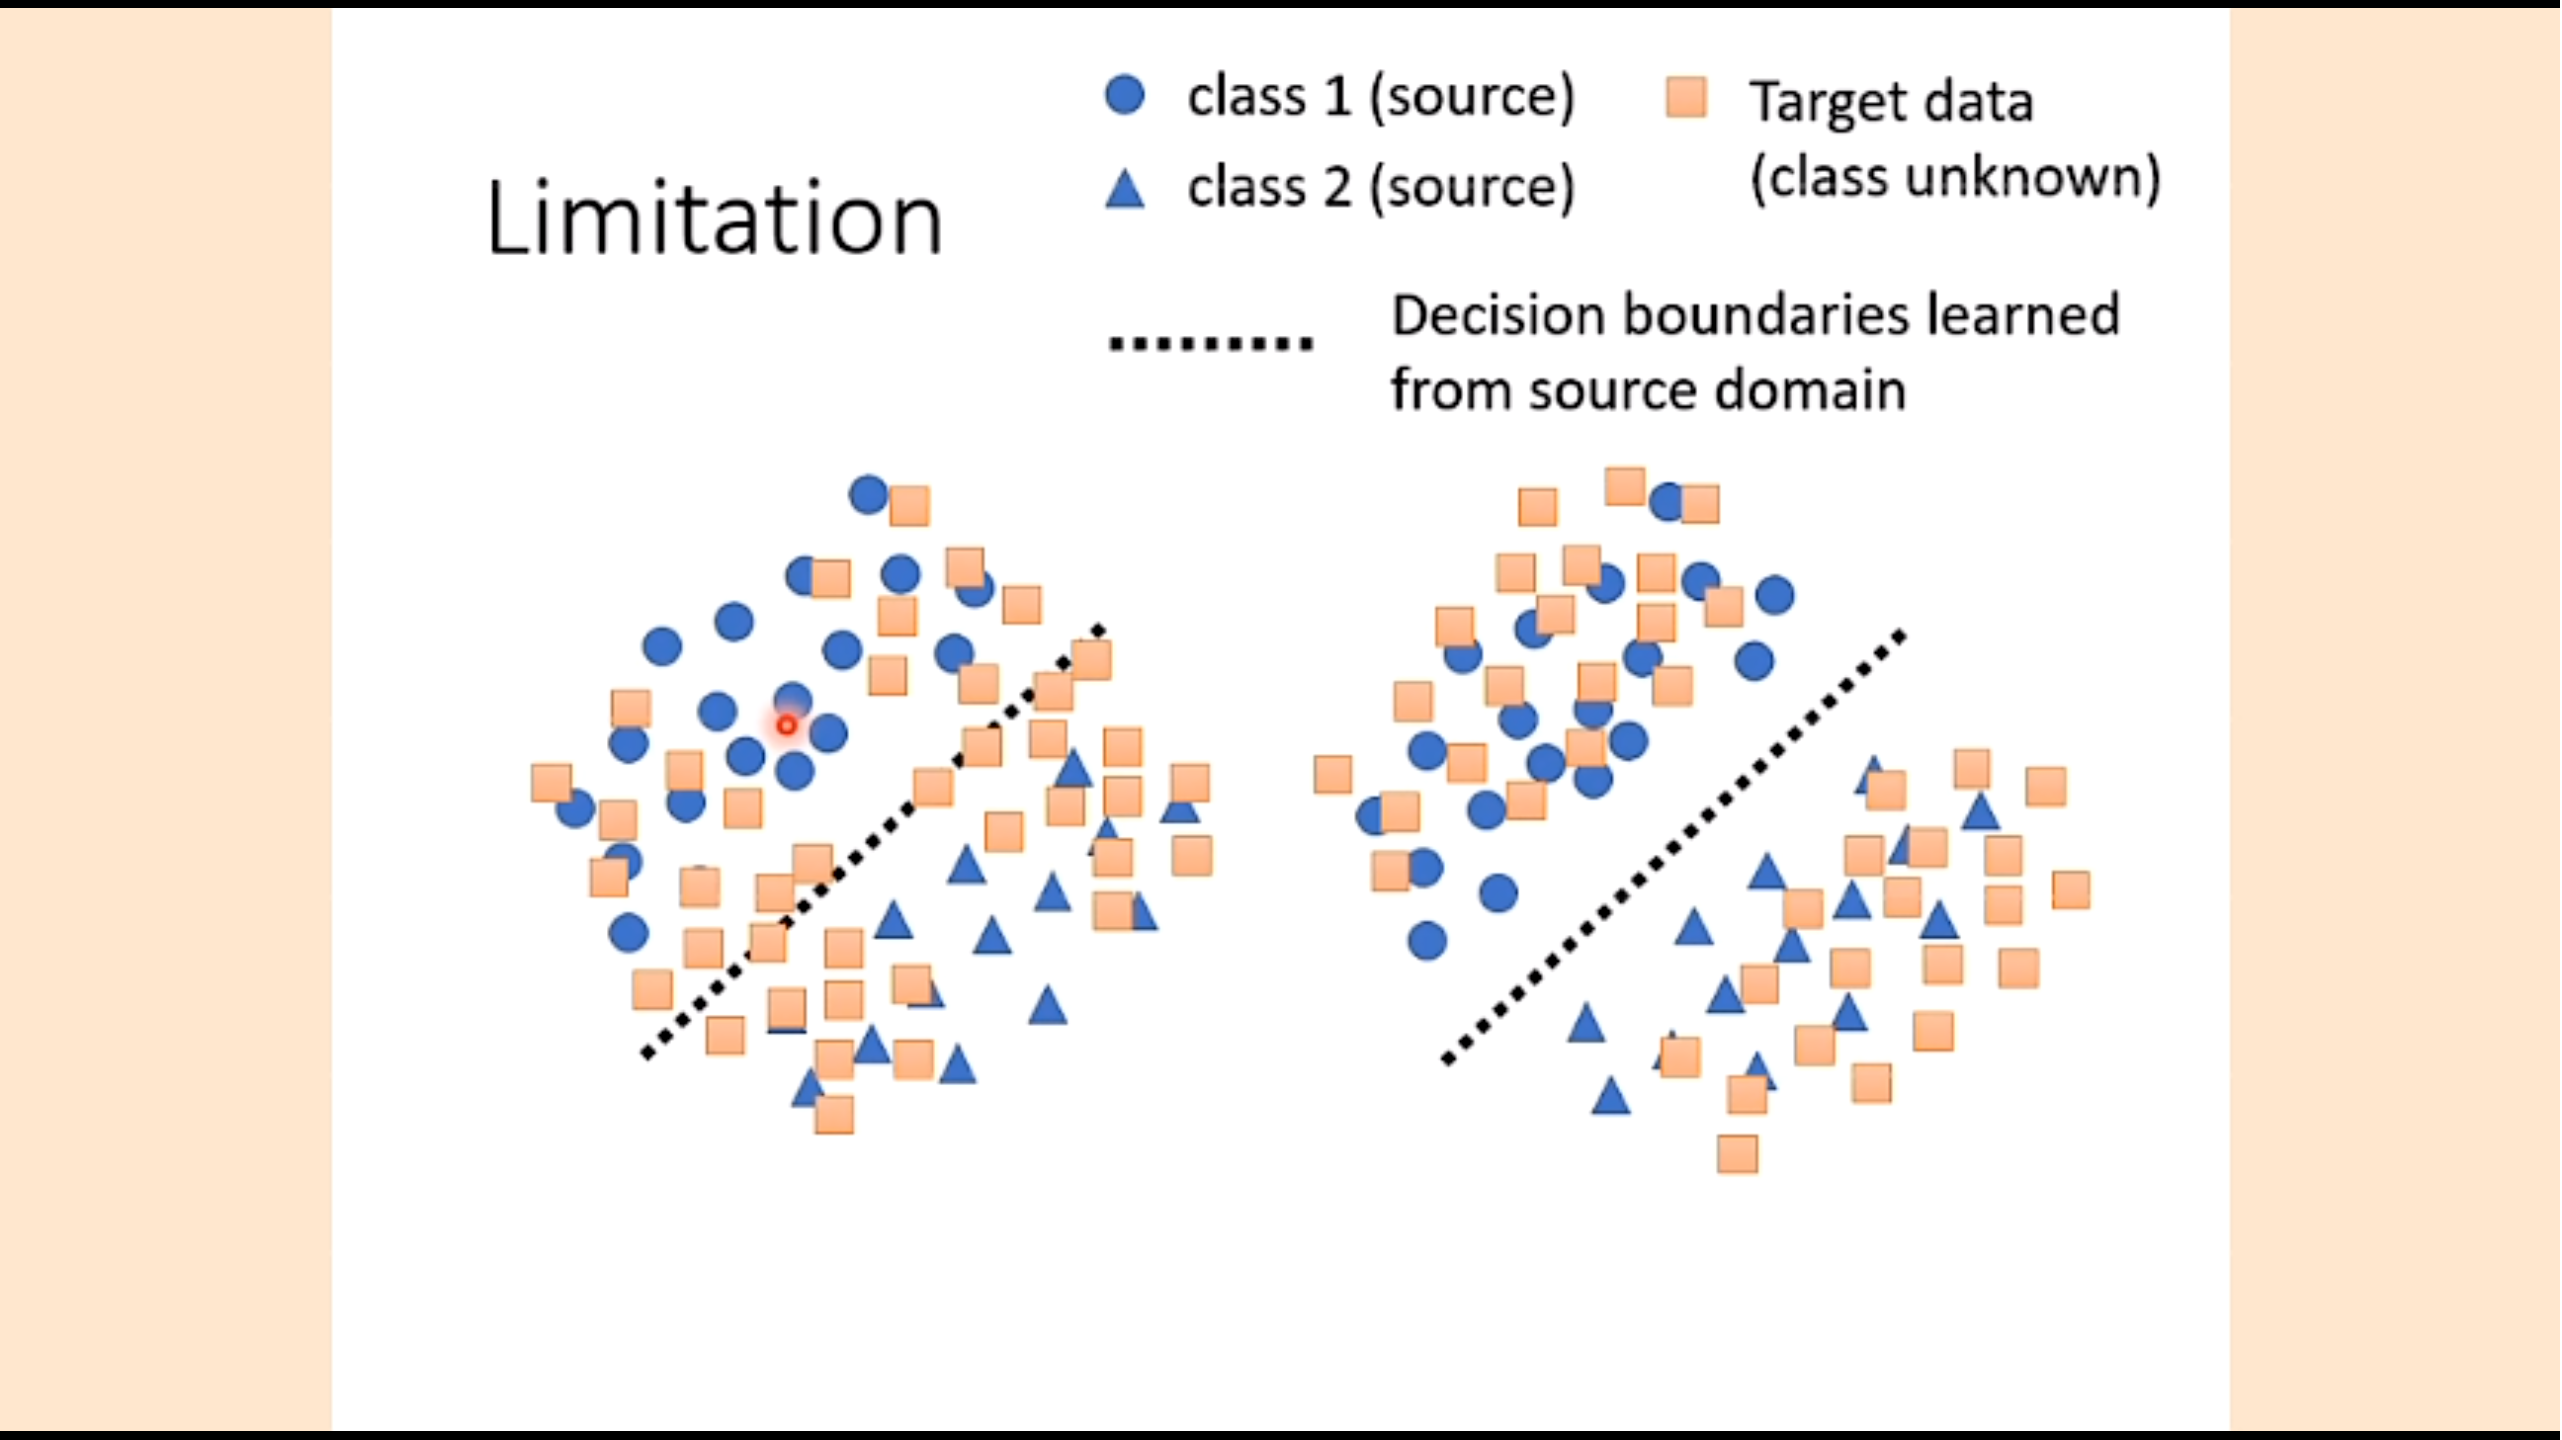 Limitation
class 1 (source)
class 2 (source)
Target data
(class unknown)
Decision boundaries learned
from source domain